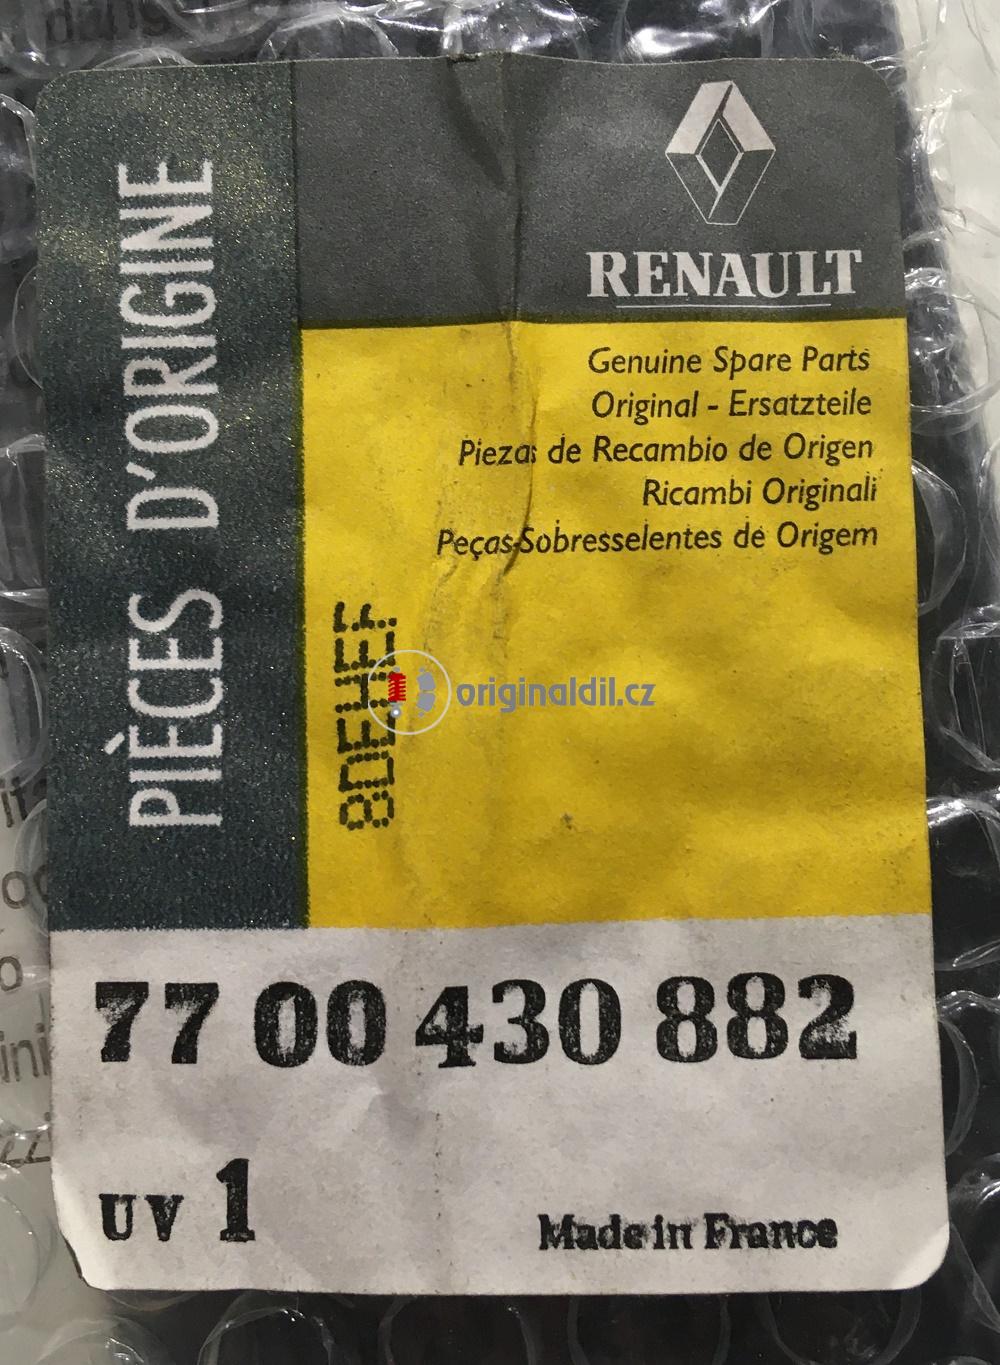 PIÈCES D'ORIGINE
RENAULT
Genuine Spare Parts
Original - Ersatzteile
Piezas de Recambio de Origen
Ricambi Originali
Peças-Sobresselentes de Origem
originaldil.cz
77 00 430 882
UV 1
Made in France